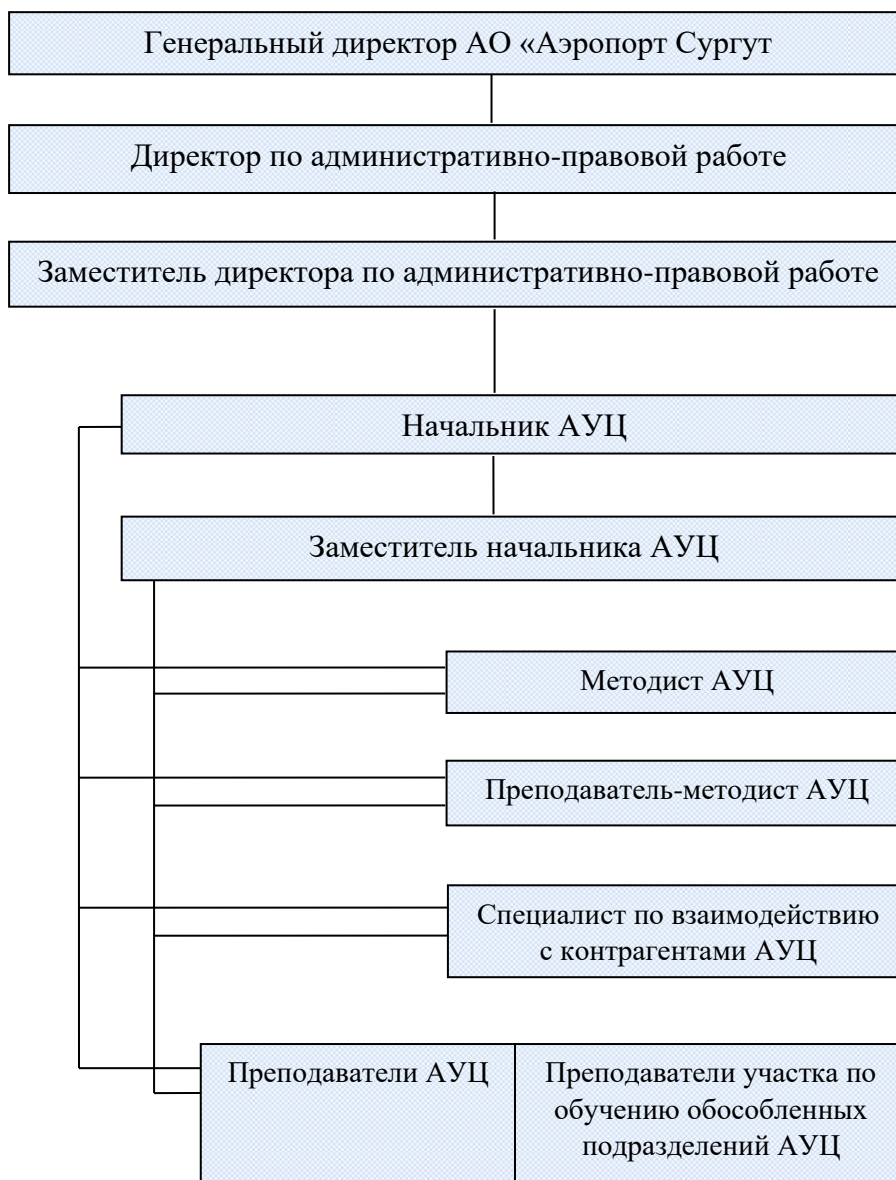 Генеральный директор АО «Аэропорт Сургут
Директор по административно-правовой работе
Заместитель директора по административно-правовой работе
Начальник АУЦ
Заместитель начальника АУЦ
Методист АУЦ
Преподаватель-методист АУЦ
Специалист по взаимодействию
с контрагентами АУЦ
Преподаватели АУЦ
Преподаватели участка по
обучению обособленных
подразделений АУЦ